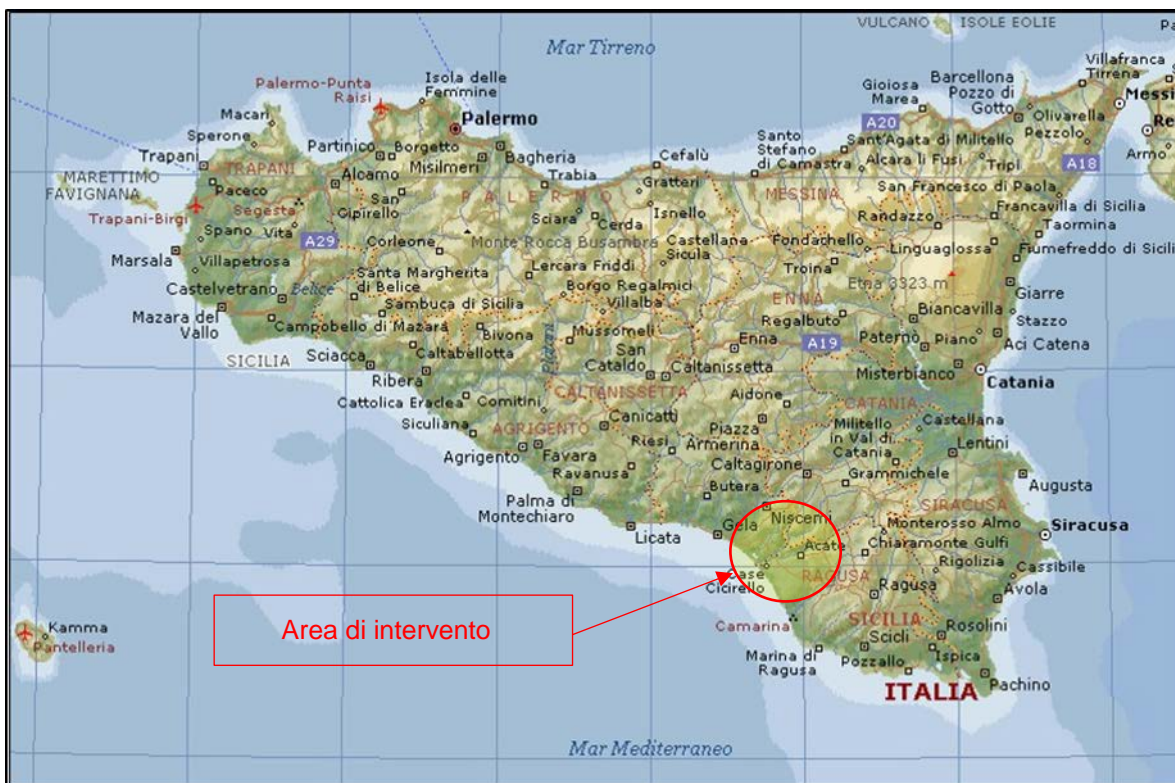 VULCANO
ISOLE EOLIE
Mar Tirreno
Isola delle
Femmine
Palermo-Punta
Raisi
Macari
Palermo
Sperone
Partinico
Borgetto
Misilmeri
Bagheria
Trapani
TRAPANI
Paceco
MARETTIMO
FAVIGNANA
Trapani-Birgi
Segesta
Alcamo
San
Cipirello
Trabia
Cefalù
Gratteri
Isnello
PALERMO
Sciara
Cerda
Spano
Vita
A29
Corleone
Monte Rocca Busambra
Castellana
Sicula
Marsala
Villapetrosa
Santa Margherita
di Belice
Lercara Friddi
Borgo Regalmici
Villalba
Castelvetrano
Belice
Sambuca di Sicilia
Mazara del
Vallo
Campobello di Mazara
Bivona
Mussomeli
Platani
SICILIA
Sciacca
Caltabellotta
Ribera
San
Cataldo
Caltanissetta
CALTANISSETTA
Cattolica Eraclea
Comitini
Siculiana
AGRIGENTO
Canicatti
Agrigento
Favara
Ravanusa
Riesi
Palma di
Montechiaro
Licata
Gioiosa
Marea
Barcellona
Pozzo di
Gotto
Villafranca
Tirrena
Messi
Olivarella
Pezzolo
Re
A20
Santo
Stefano
di Camastra
Sant'Agata di Militello
Alcara li Fusi
Tripi
A18
Armo
MESSINA
San Francesco di Paola
Randazzo
Francavilla di Sicilia
Taormina
Fondachello
Linguaglossa
Fiumefreddo di Sicili
Troina
Etna 3323 m
Giarre
ENNA
Regalbuto
Biancavilla
Stazzo
Enna
A19
Paternò
Piano
Aci Catena
Misterbianco
Catania
Aidone
CATANIA
Piazza
Armerina
Militello
in Val di
Catania
Castellana
Lentini
Caltagirone
Grammichele
Augusta
Butera
SIRACUSA
Niscemi
Gela
Monterosso Almo
Siracusa
Acate
Chiaramonte Gulfi
Case
Cicirello
RAGUSA
Rigolizia
Cassibile
Ragusa
Avola
Camarina
SICILIA
Rosolini
Scicli
Marina di
Ragusa
Pozzallo
Ispica
Pachino
ITALIA
Area di intervento
Kamma
Pantelleria
Mar Mediterraneo